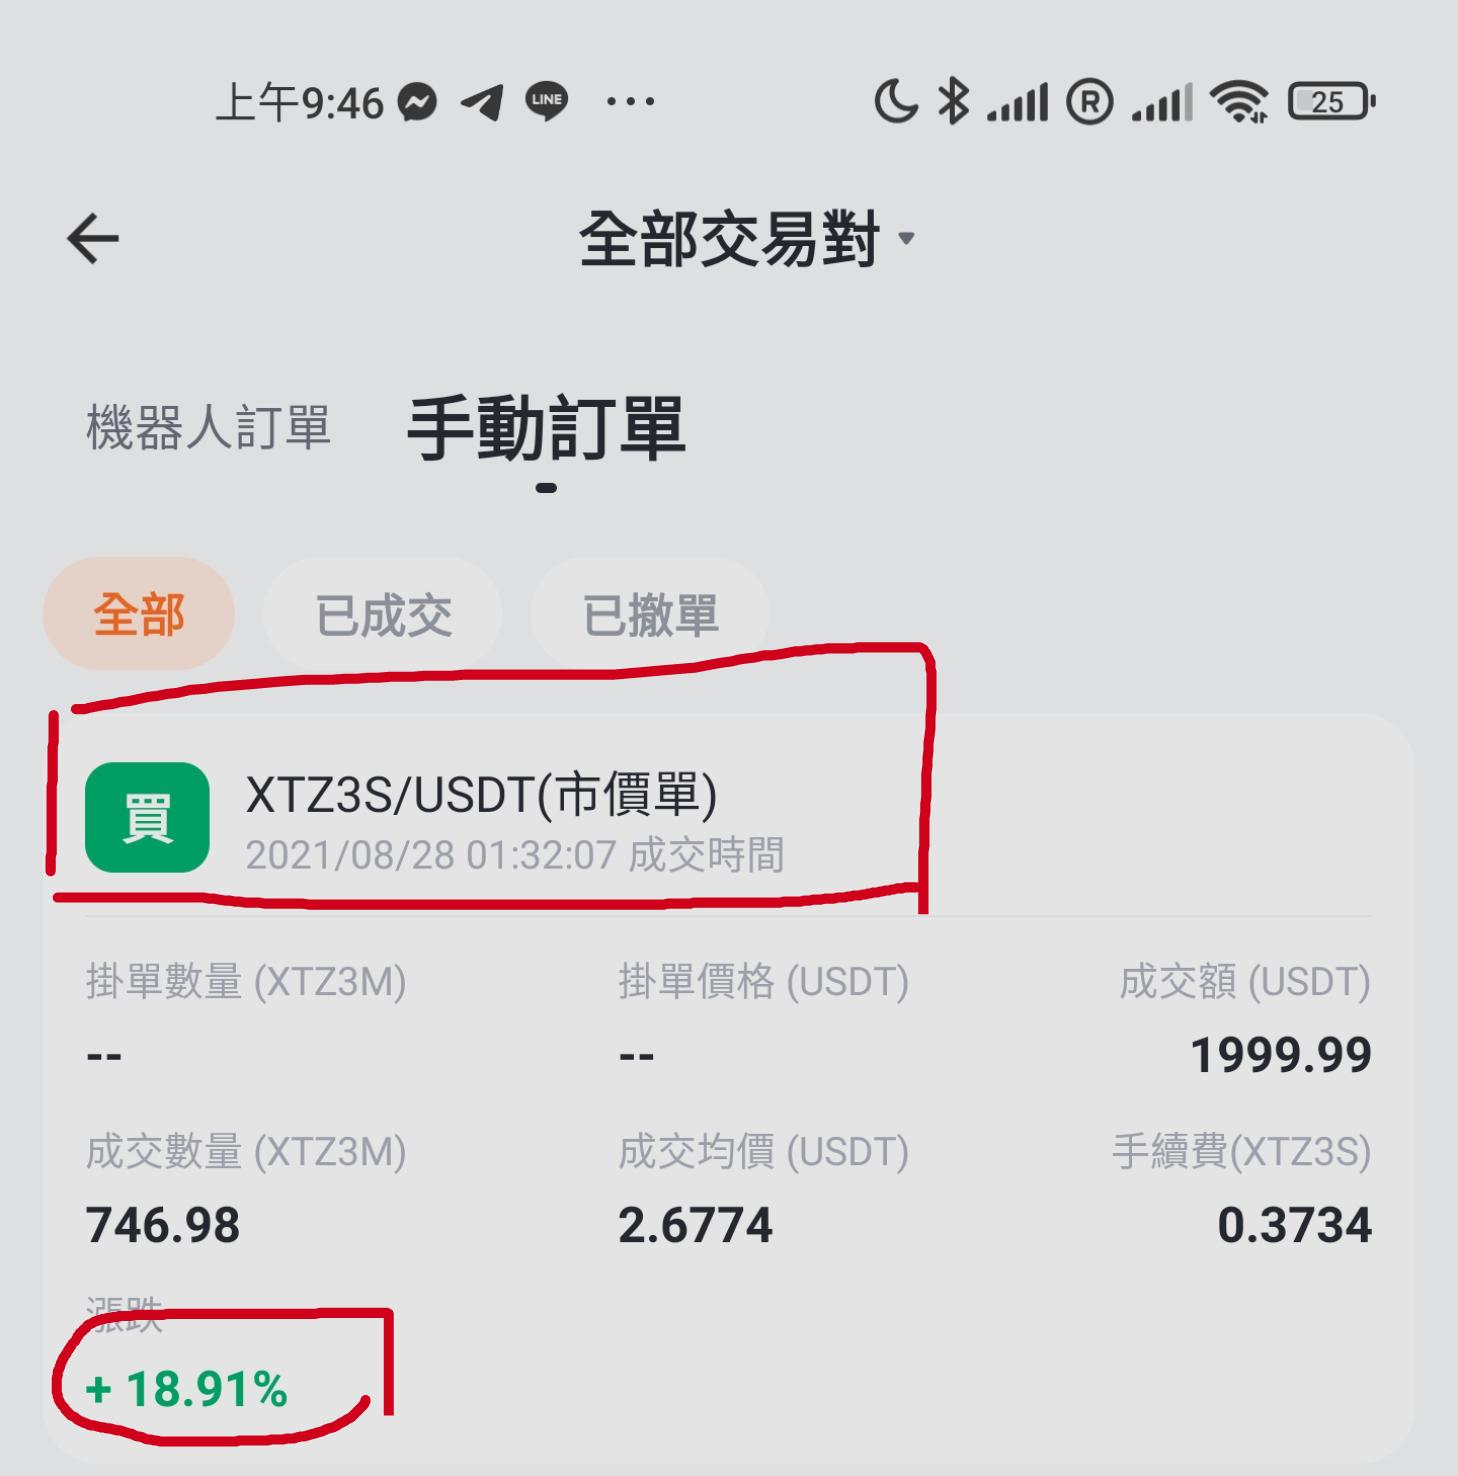 上午9:46 LINE ... R 25
全部交易對
機器人訂單 手動訂單
全部 已成交 已撤單
買 XTZ3S/USDT(市價單)
2021/08/28 01:32:07 成交時間
掛單數量 (XTZ3M) 掛單價格 (USDT) 成交額 (USDT)
-- -- 1999.99
成交數量 (XTZ3M) 成交均價 (USDT) 手續費(XTZ3S)
746.98 2.6774 0.3734
漲跌
+ 18.91%